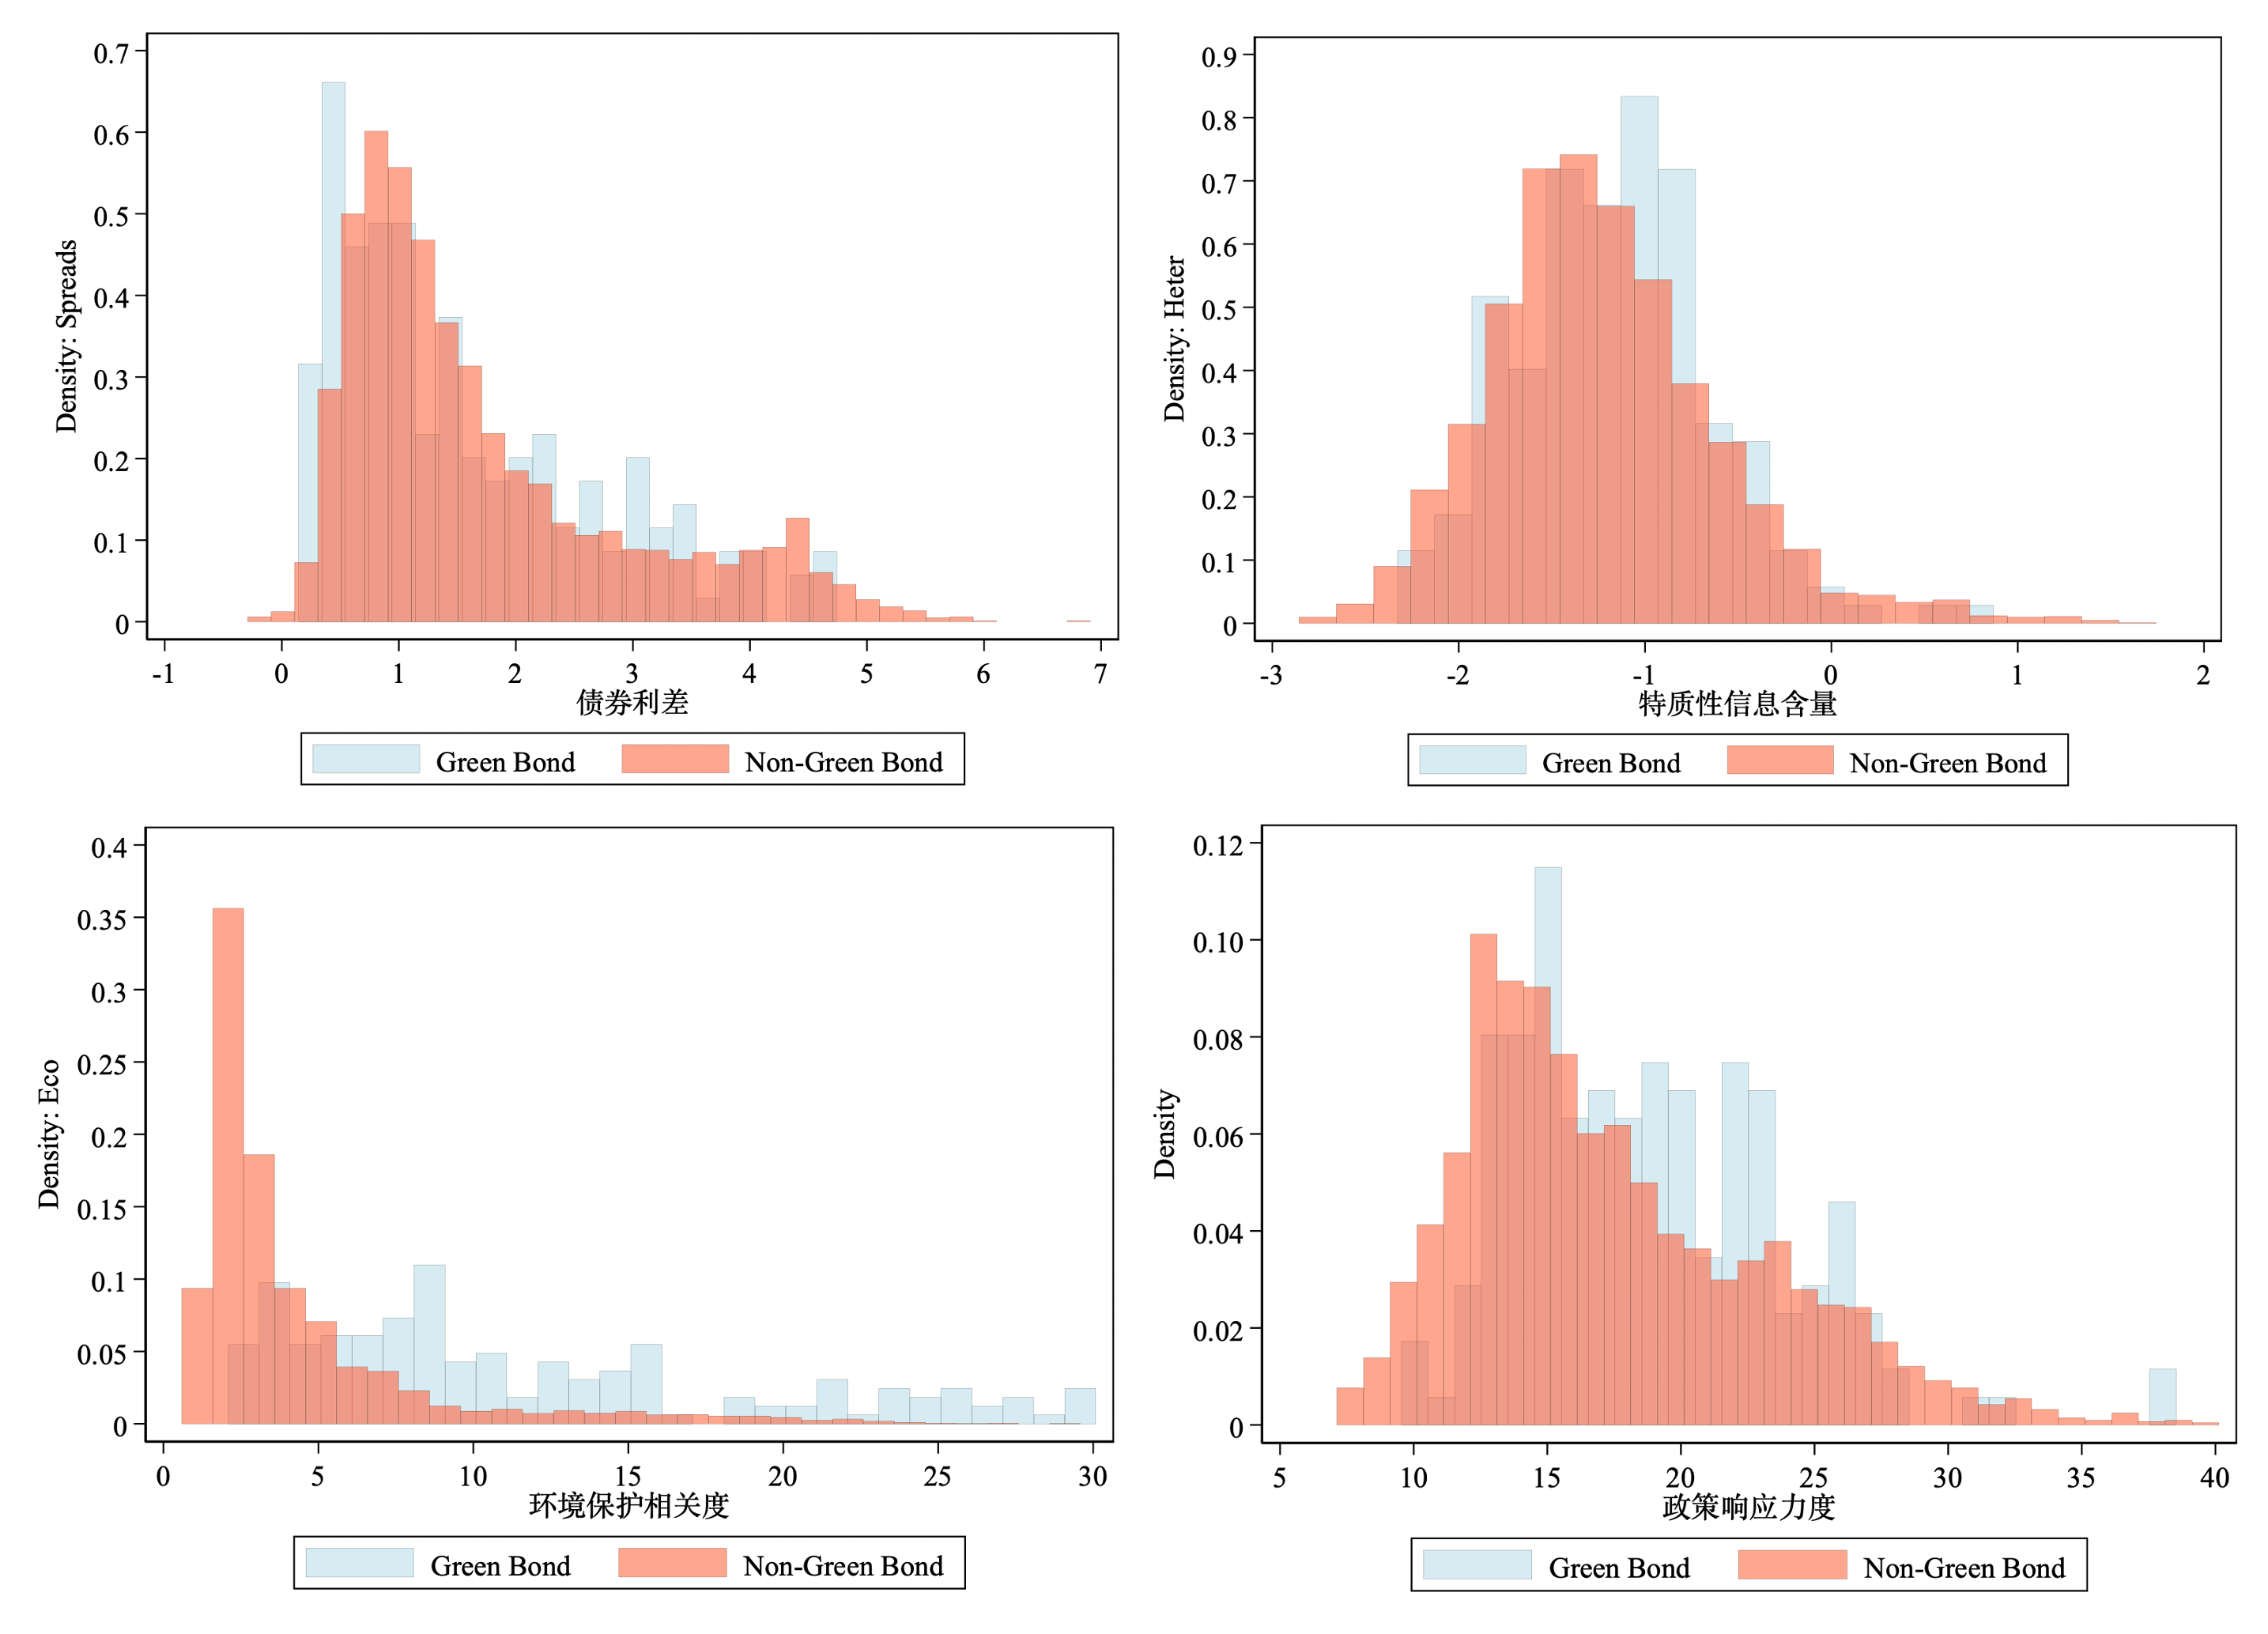 Density: Spreads
0.7
0.6
0.5
0.4
0.3
0.2
0.1
0
-1 0 1 2 3 4 5 6 7
债券利差
Green Bond Non-Green Bond
Density: Heter
0.9
0.8
0.7
0.6
0.5
0.4
0.3
0.2
0.1
0
-3 -2 -1 0 1 2
特质性信息含量
Green Bond Non-Green Bond
Density: Eco
0.4
0.35
0.3
0.25
0.2
0.15
0.1
0.05
0
0 5 10 15 20 25 30
环境保护相关度
Green Bond Non-Green Bond
Density
0.12
0.10
0.08
0.06
0.04
0.02
0
5 10 15 20 25 30 35 40
政策响应力度
Green Bond Non-Green Bond